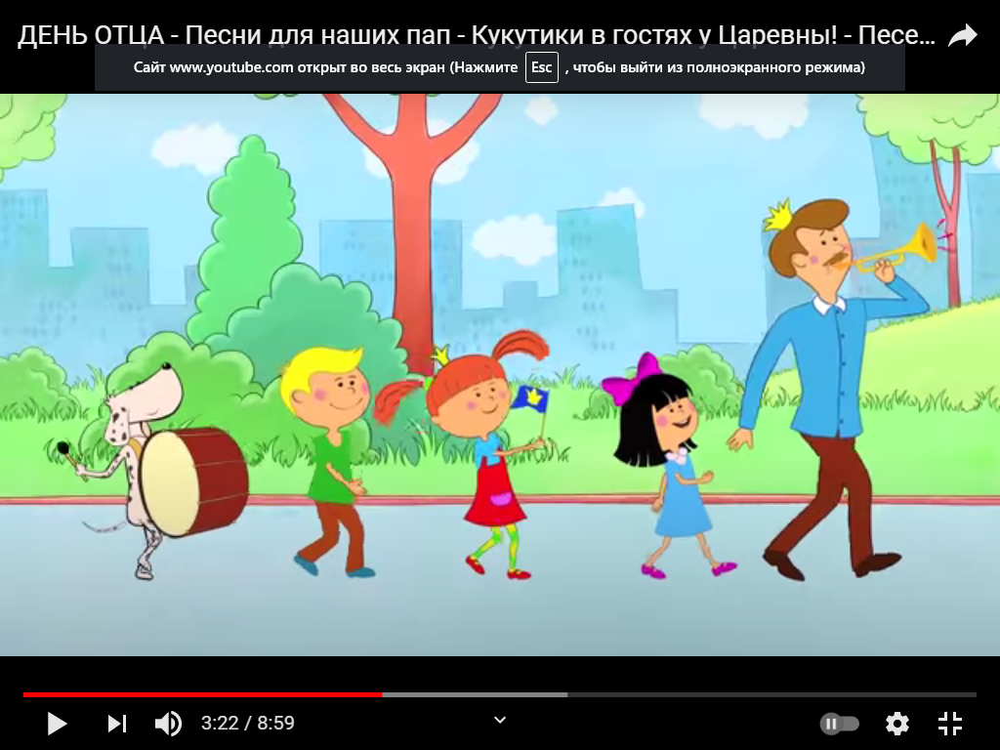 ДЕНЬ ОТЦА - Песни для наших пап - Кукутики в гостях у Царевны! - Песе...
Сайт www.youtube.com открыт во весь экран (Нажмите Esc , чтобы выйти из полноэкранного режима)
3:22 / 8:59